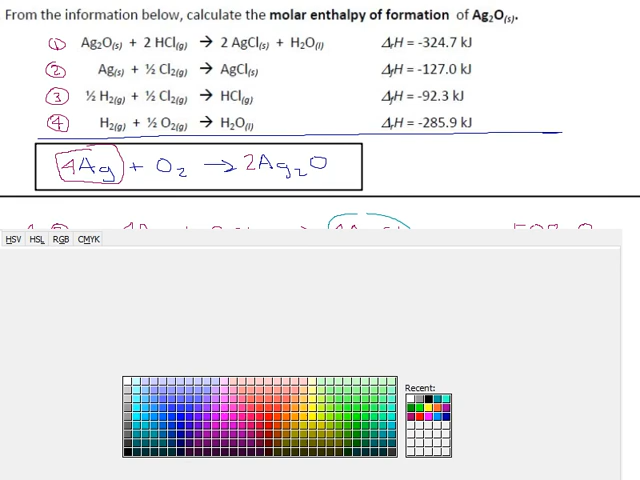 From the information below, calculate the molar enthalpy of formation of Ag₂O(s).
① Ag₂O(s) + 2 HCl(g) → 2 AgCl(s) + H₂O(l) ΔrH = -324.7 kJ
② Ag(s) + ½ Cl₂(g) → AgCl(s) ΔfH = -127.0 kJ
③ ½ H₂(g) + ½ Cl₂(g) → HCl(g) ΔfH = -92.3 kJ
④ H₂(g) + ½ O₂(g) → H₂O(l) ΔfH = -285.9 kJ
4Ag + O₂ → 2Ag₂O
HSV HSL RGB CMYK
Recent: